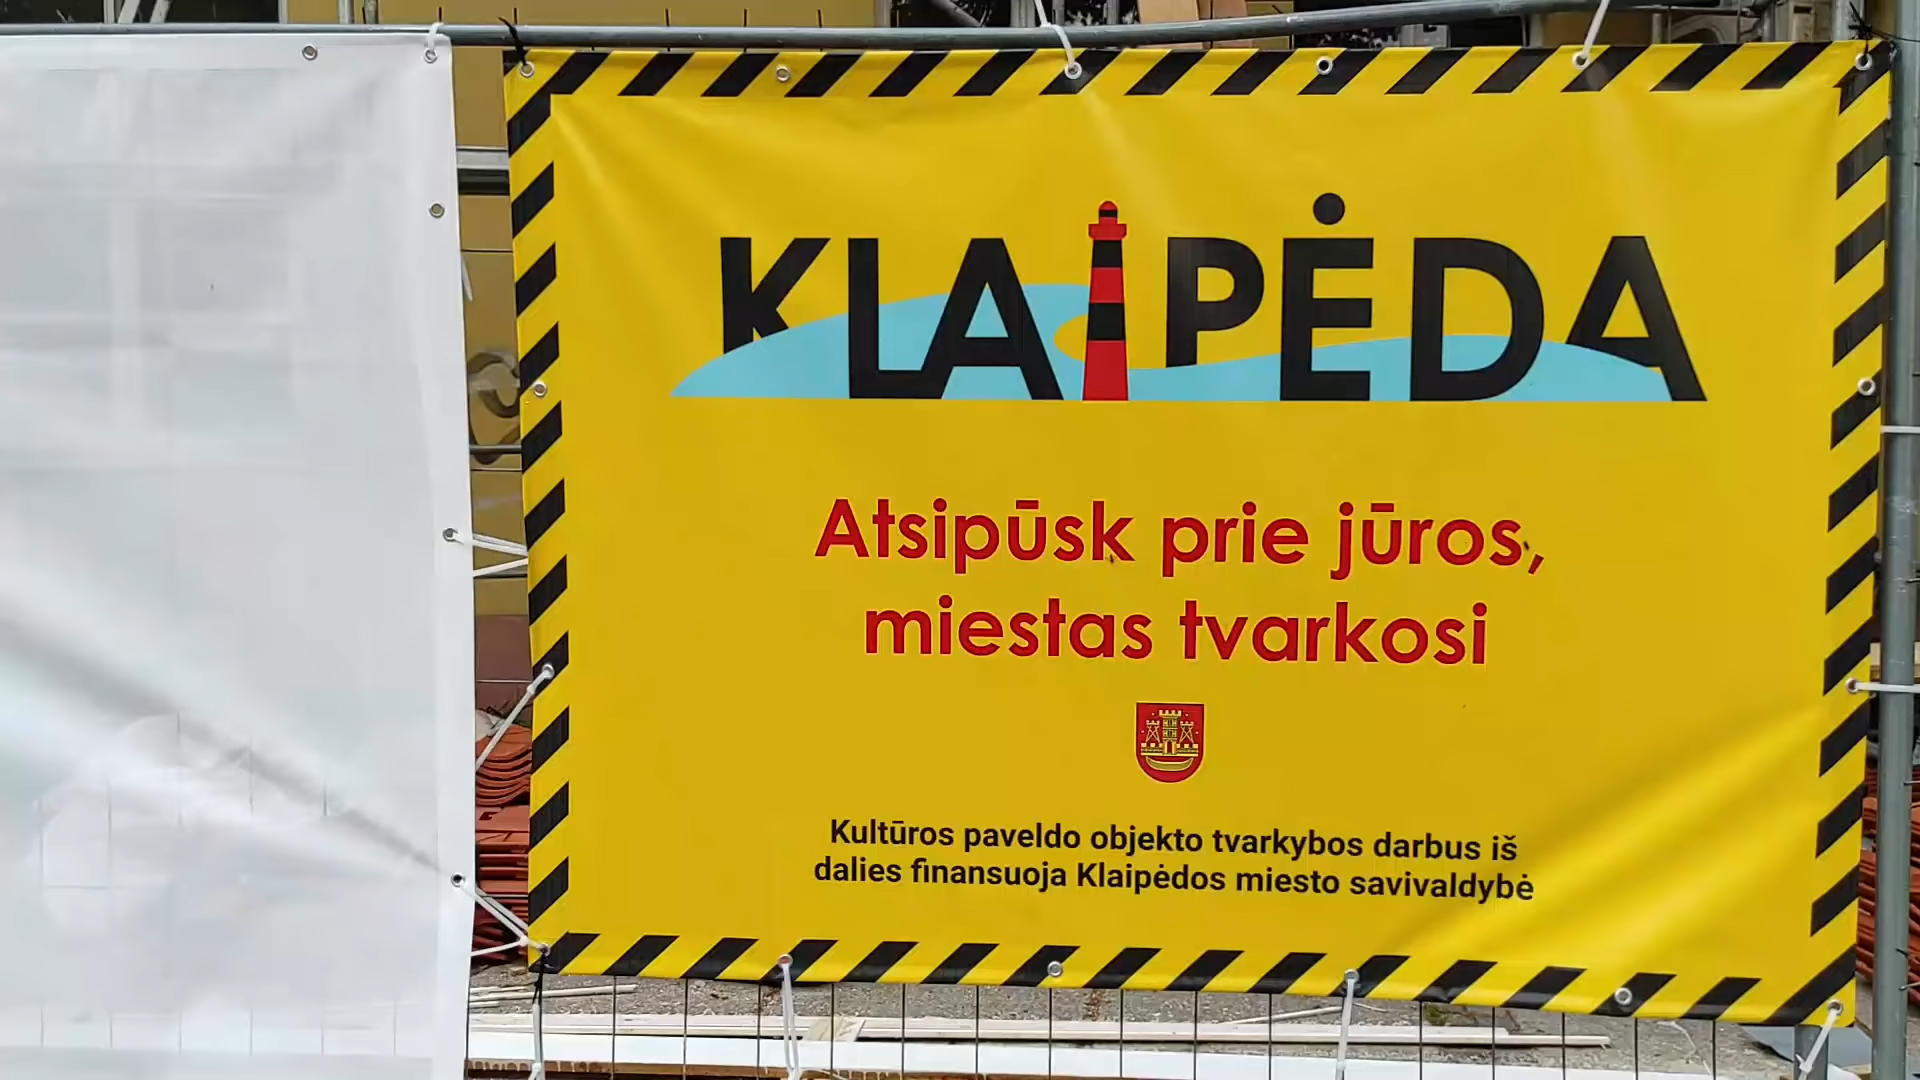 KLAIPĖDA
Atsipūsk prie jūros,
miestas tvarkosi
Kultūros paveldo objekto tvarkybos darbus iš
dalies finansuoja Klaipėdos miesto savivaldybė